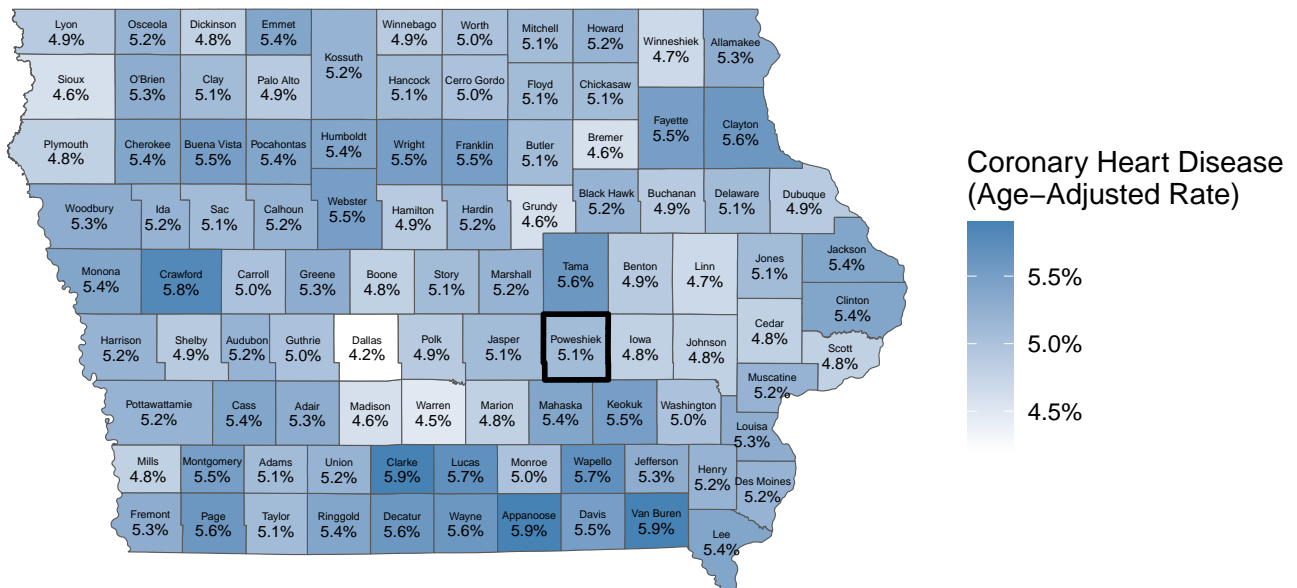 Lyon
4.9%
Osceola
5.2%
Dickinson
4.8%
Emmet
5.4%
Kossuth
5.2%
Winnebago
4.9%
Worth
5.0%
Mitchell
5.1%
Howard
5.2%
Winneshiek
4.7%
Allamakee
5.3%
Sioux
4.6%
O'Brien
5.3%
Clay
5.1%
Palo Alto
4.9%
Hancock
5.1%
Cerro Gordo
5.0%
Floyd
5.1%
Chickasaw
5.1%
Plymouth
4.8%
Cherokee
5.4%
Buena Vista
5.5%
Pocahontas
5.4%
Humboldt
5.4%
Wright
5.5%
Franklin
5.5%
Butler
5.1%
Bremer
4.6%
Fayette
5.5%
Clayton
5.6%
Woodbury
5.3%
Ida
5.2%
Sac
5.1%
Calhoun
5.2%
Webster
5.5%
Hamilton
4.9%
Hardin
5.2%
Grundy
4.6%
Black Hawk
5.2%
Buchanan
4.9%
Delaware
5.1%
Dubuque
4.9%
Monona
5.4%
Crawford
5.8%
Carroll
5.0%
Greene
5.3%
Boone
4.8%
Story
5.1%
Marshall
5.2%
Tama
5.6%
Benton
4.9%
Linn
4.7%
Jones
5.1%
Jackson
5.4%
Clinton
5.4%
Harrison
5.2%
Shelby
4.9%
Audubon
5.2%
Guthrie
5.0%
Dallas
4.2%
Polk
4.9%
Jasper
5.1%
Poweshiek
5.1%
Iowa
4.8%
Johnson
4.8%
Cedar
4.8%
Scott
4.8%
Muscatine
5.2%
Pottawattamie
5.2%
Cass
5.4%
Adair
5.3%
Madison
4.6%
Warren
4.5%
Marion
4.8%
Mahaska
5.4%
Keokuk
5.5%
Washington
5.0%
Louisa
5.3%
Mills
4.8%
Montgomery
5.5%
Adams
5.1%
Union
5.2%
Clarke
5.9%
Lucas
5.7%
Monroe
5.0%
Wapello
5.7%
Jefferson
5.3%
Henry
5.2%
Des Moines
5.2%
Fremont
5.3%
Page
5.6%
Taylor
5.1%
Ringgold
5.4%
Decatur
5.6%
Wayne
5.6%
Appanoose
5.9%
Davis
5.5%
Van Buren
5.9%
Lee
5.4%
Coronary Heart Disease
(Age−Adjusted Rate)
5.5%
5.0%
4.5%